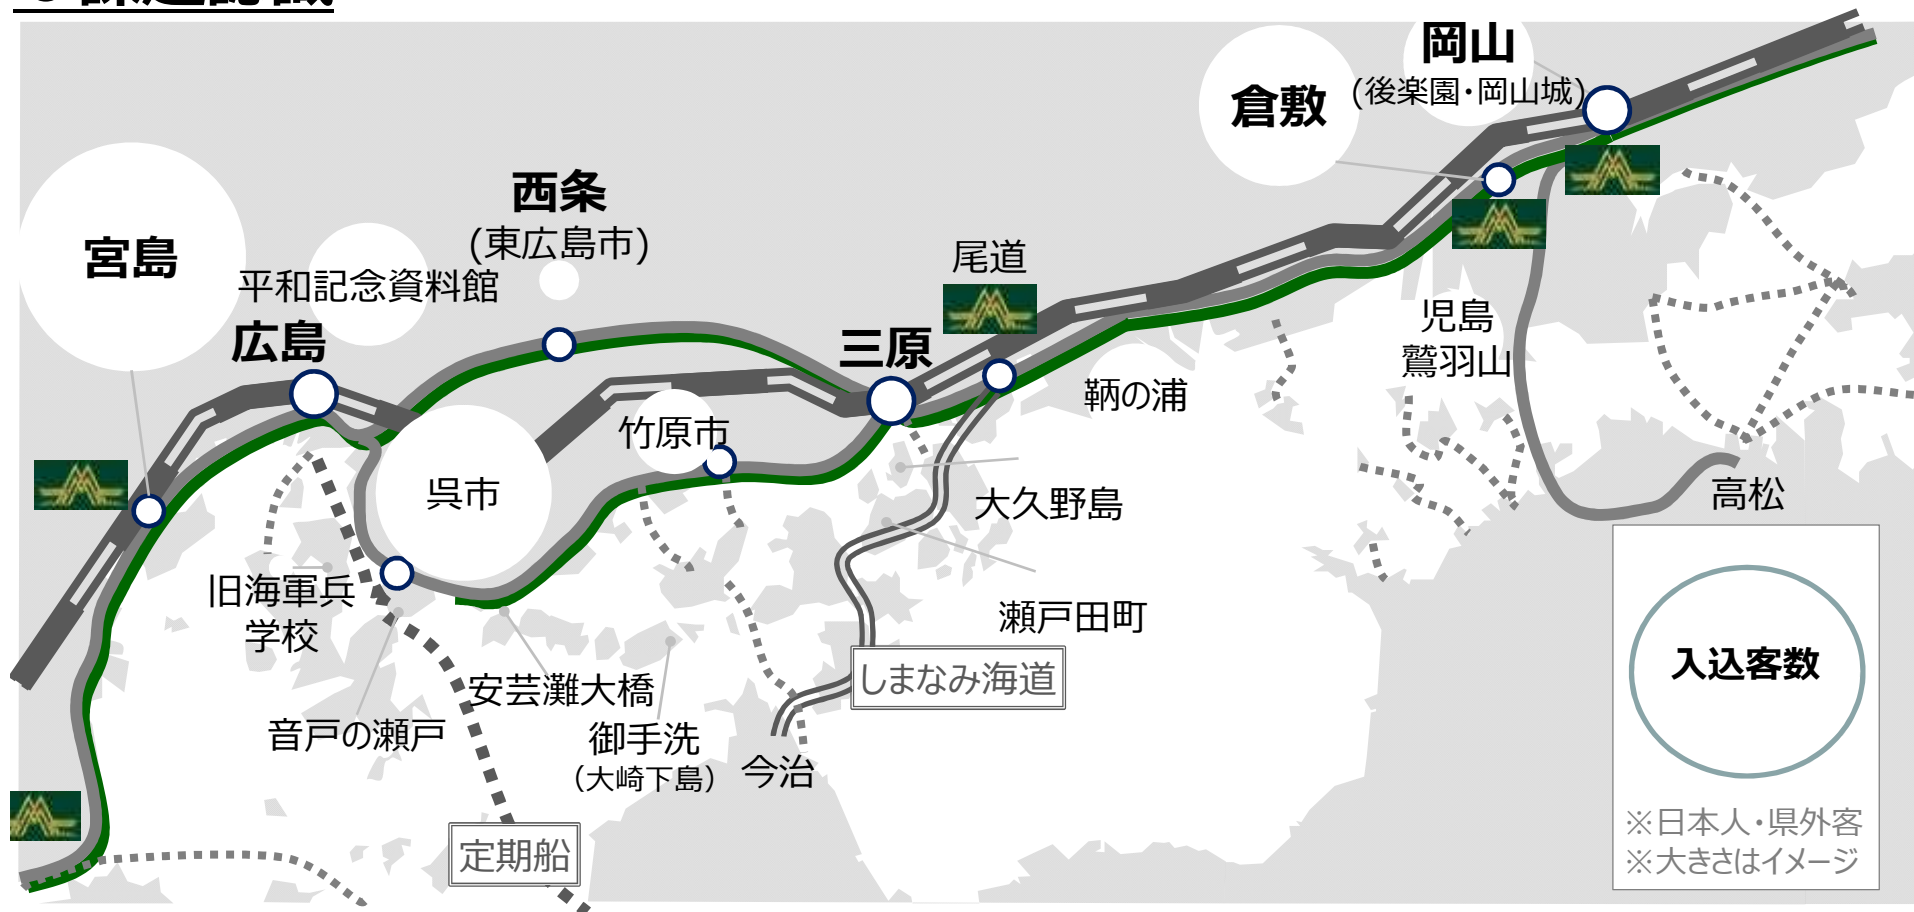 課題認識
岡山
(後楽園・岡山城)
倉敷
西条
(東広島市)
宮島
平和記念資料館
広島
尾道
三原
児島
鷲羽山
鞆の浦
竹原市
呉市
大久野島
高松
旧海軍兵
学校
瀬戸田町
しまなみ海道
安芸灘大橋
音戸の瀬戸
御手洗
(大崎下島)
今治
定期船
入込客数
※日本人・県外客
※大きさはイメージ